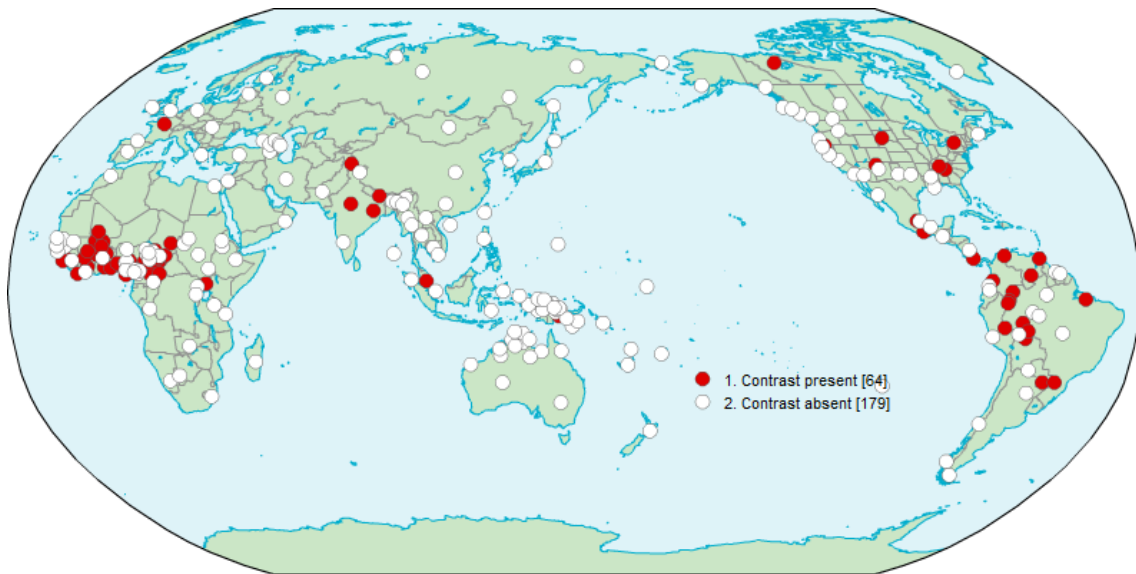 1. Contrast present [64]
2. Contrast absent [179]